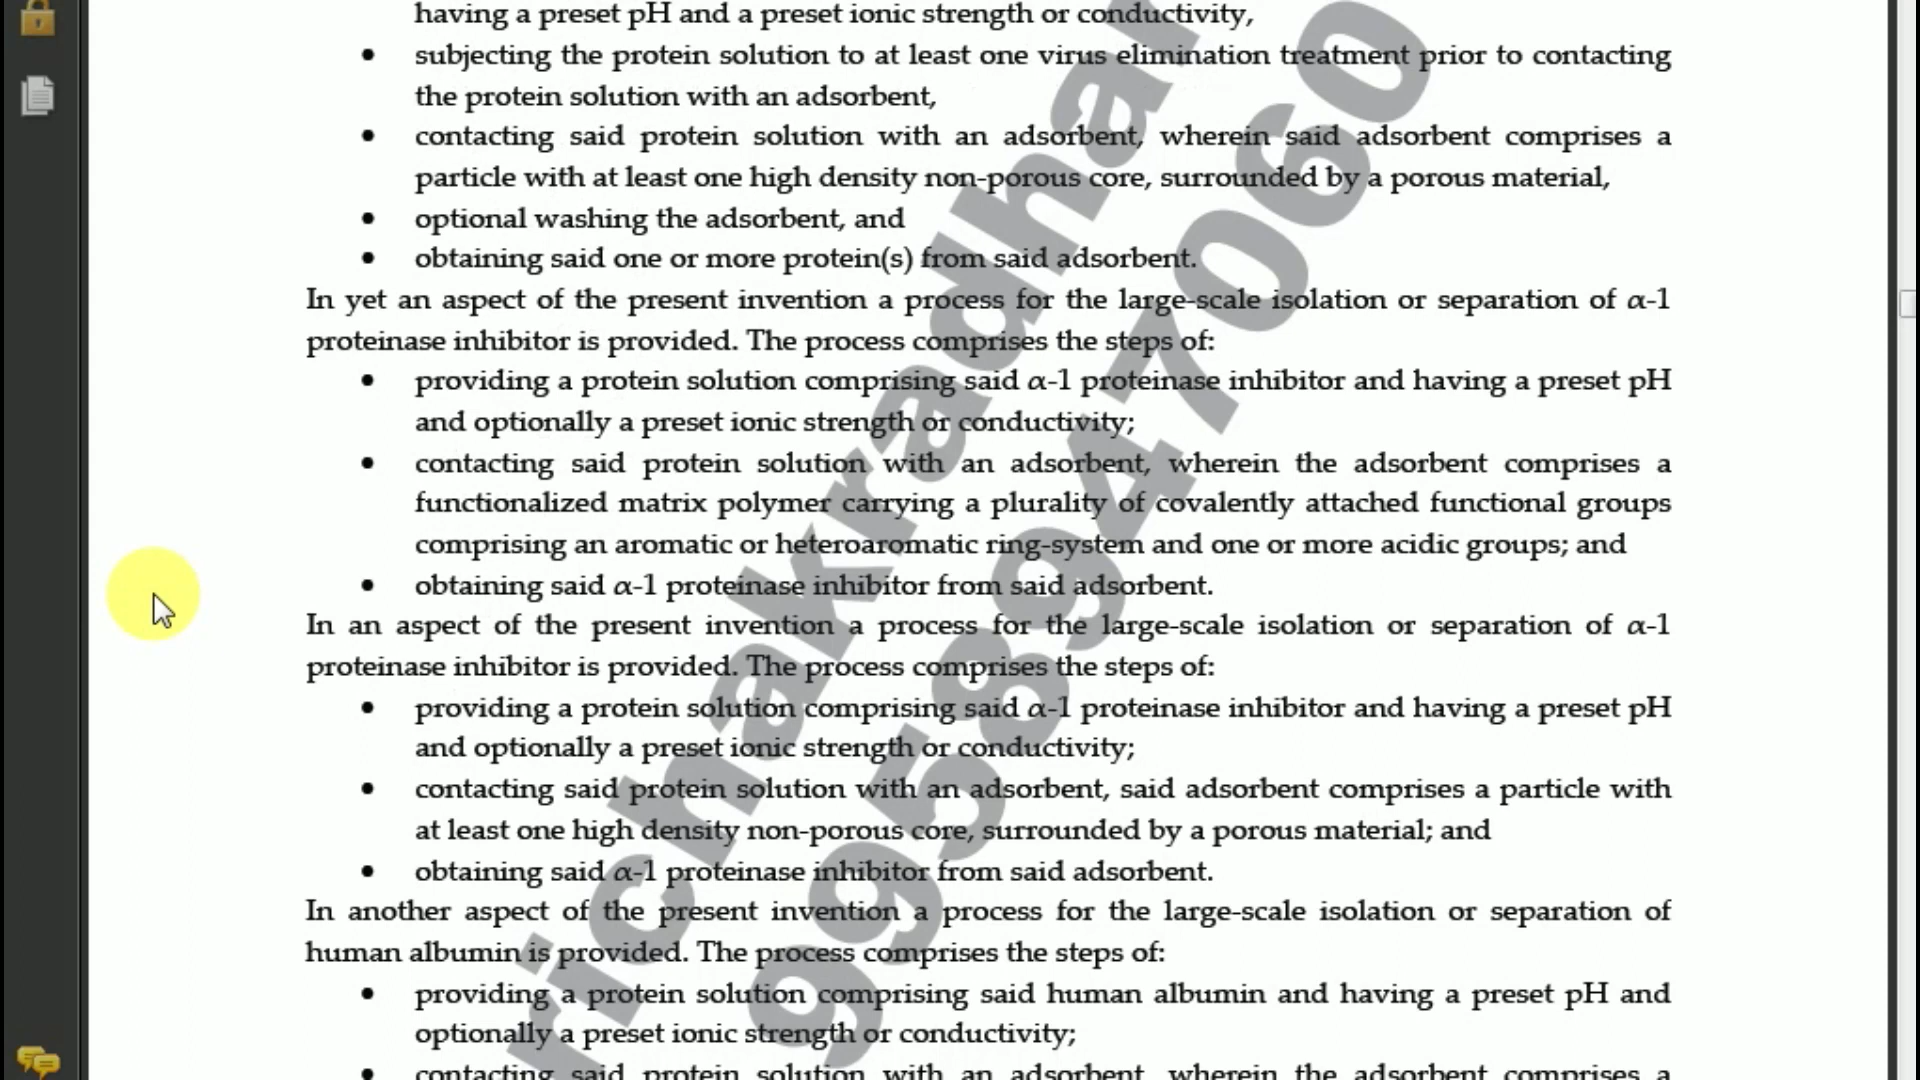 having a preset pH and a preset ionic strength or conductivity,
• subjecting the protein solution to at least one virus elimination treatment prior to contacting
the protein solution with an adsorbent,
• contacting said protein solution with an adsorbent, wherein said adsorbent comprises a
particle with at least one high density non-porous core, surrounded by a porous material,
• optional washing the adsorbent, and
• obtaining said one or more protein(s) from said adsorbent.
In yet an aspect of the present invention a process for the large-scale isolation or separation of α-1
proteinase inhibitor is provided. The process comprises the steps of:
• providing a protein solution comprising said α-1 proteinase inhibitor and having a preset pH
and optionally a preset ionic strength or conductivity;
• contacting said protein solution with an adsorbent, wherein the adsorbent comprises a
functionalized matrix polymer carrying a plurality of covalently attached functional groups
comprising an aromatic or heteroaromatic ring-system and one or more acidic groups; and
• obtaining said α-1 proteinase inhibitor from said adsorbent.
In an aspect of the present invention a process for the large-scale isolation or separation of α-1
proteinase inhibitor is provided. The process comprises the steps of:
• providing a protein solution comprising said α-1 proteinase inhibitor and having a preset pH
and optionally a preset ionic strength or conductivity;
• contacting said protein solution with an adsorbent, said adsorbent comprises a particle with
at least one high density non-porous core, surrounded by a porous material; and
• obtaining said α-1 proteinase inhibitor from said adsorbent.
In another aspect of the present invention a process for the large-scale isolation or separation of
human albumin is provided. The process comprises the steps of:
• providing a protein solution comprising said human albumin and having a preset pH and
optionally a preset ionic strength or conductivity;
• contacting said protein solution with an adsorbent, wherein the adsorbent comprises a
richakradhar
9958947060